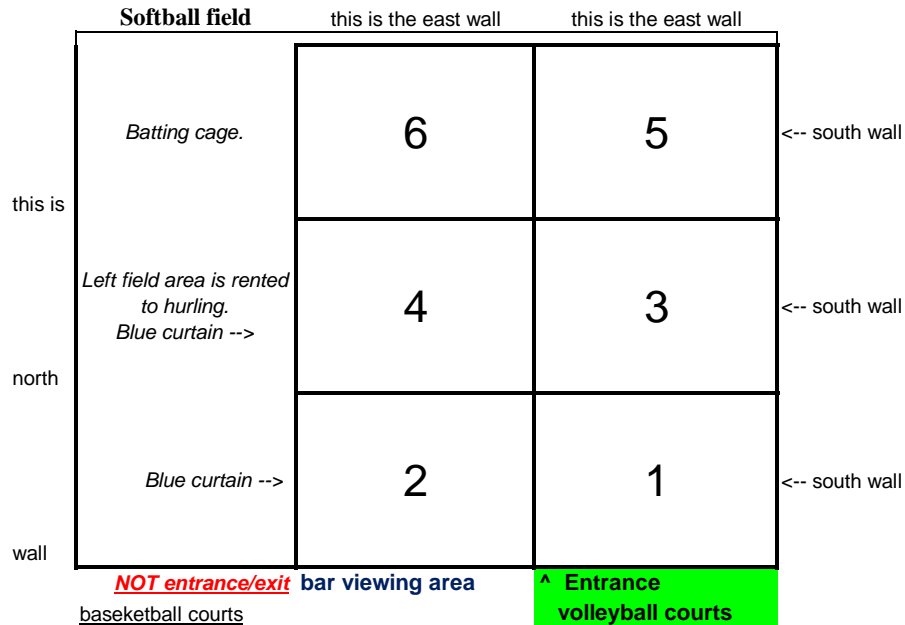 Softball field
this is the east wall
this is the east wall
Batting cage.
6
5
<-- south wall
this is
Left field area is rented
to hurling.
Blue curtain -->
4
3
<-- south wall
north
Blue curtain -->
2
1
<-- south wall
wall
NOT entrance/exit
bar viewing area
^ Entrance
baseketball courts
volleyball courts